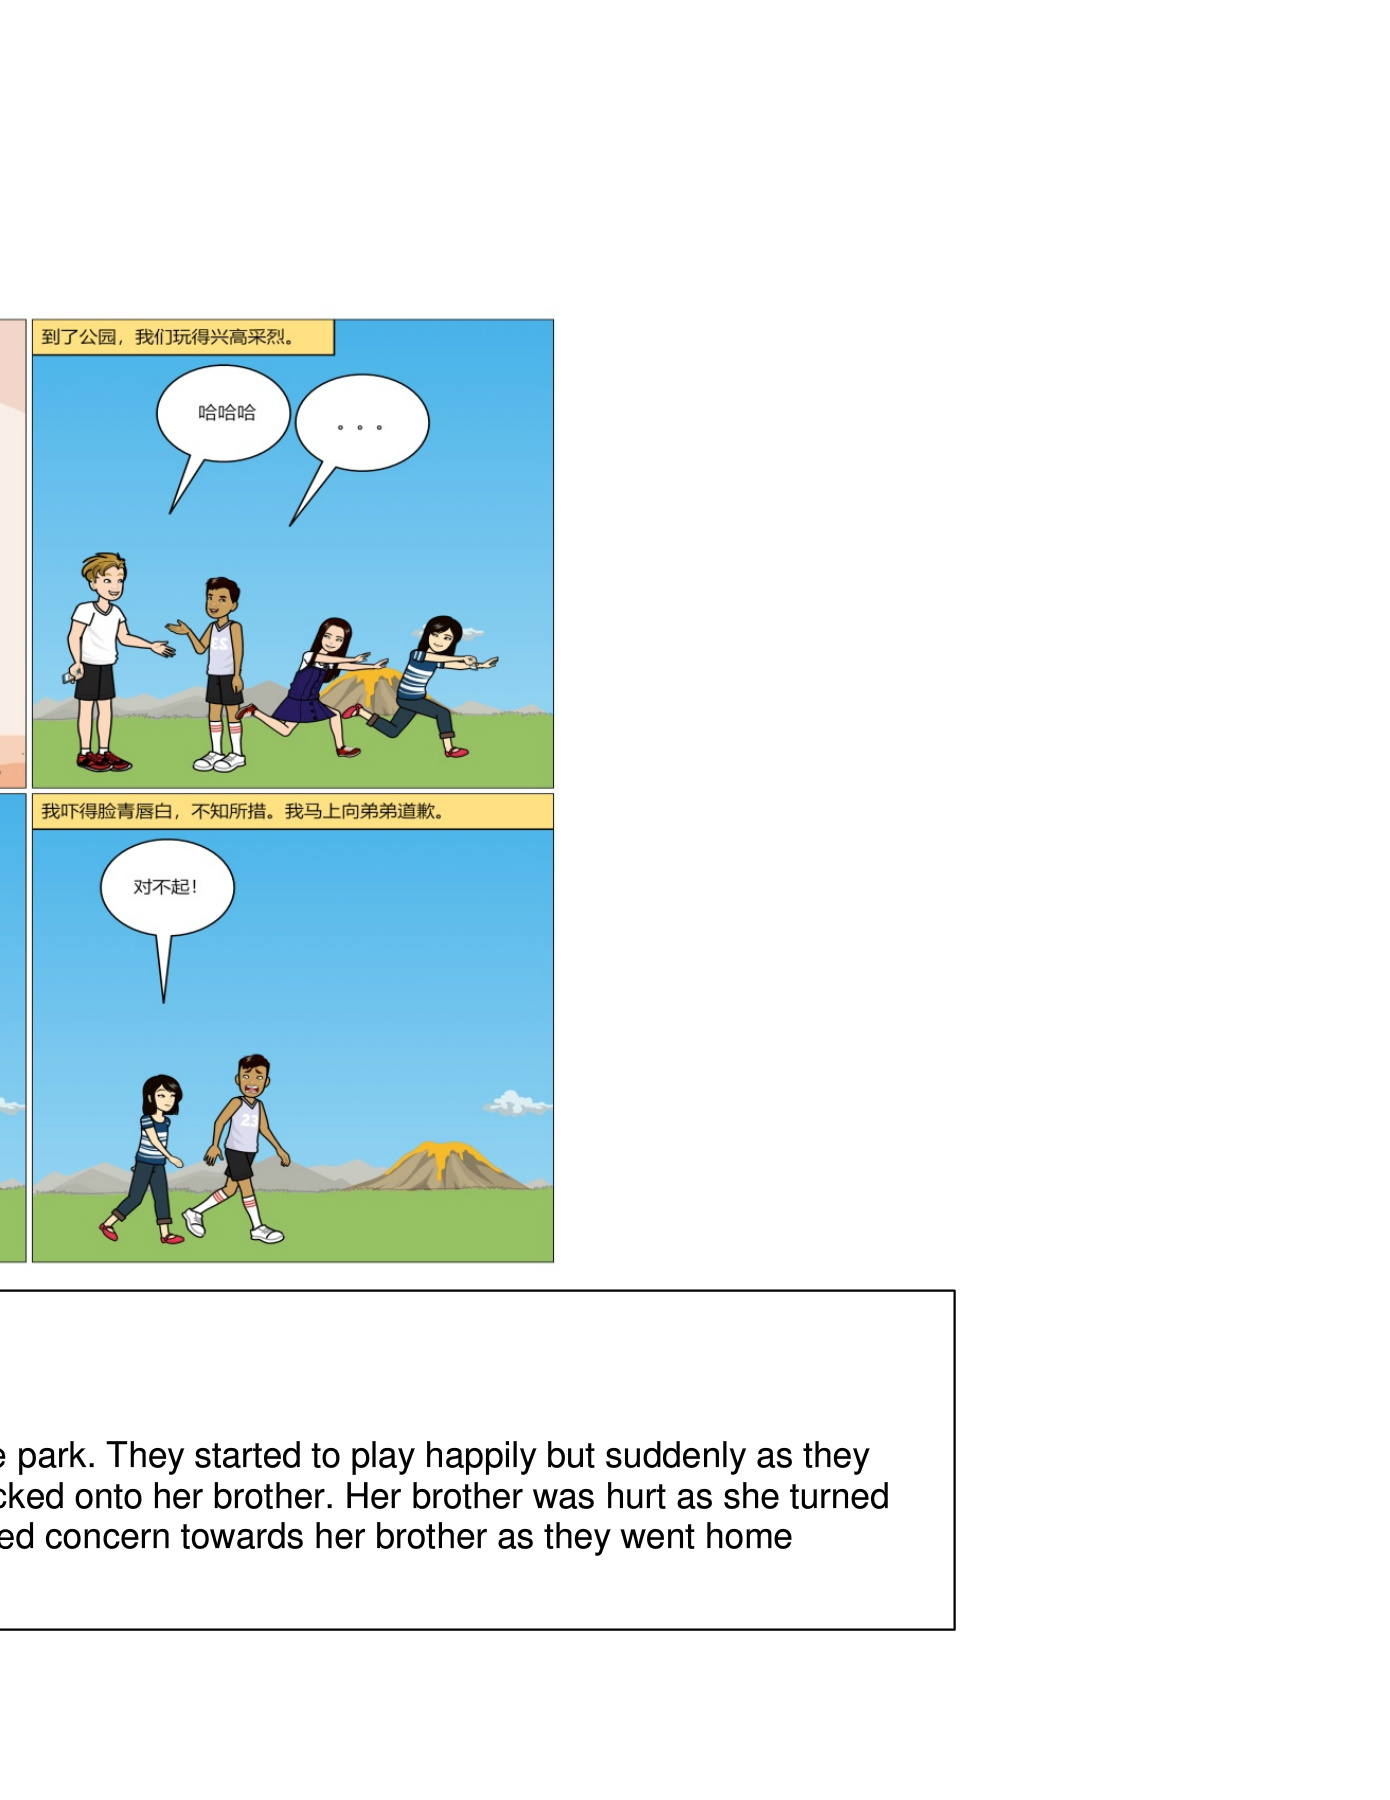 到了公园，我们玩得兴高采烈。
哈哈哈
。。。
我吓得脸青唇白，不知所措。我马上向弟弟道歉。
对不起！
park. They started to play happily but suddenly as they
onto her brother. Her brother was hurt as she turned
concern towards her brother as they went home